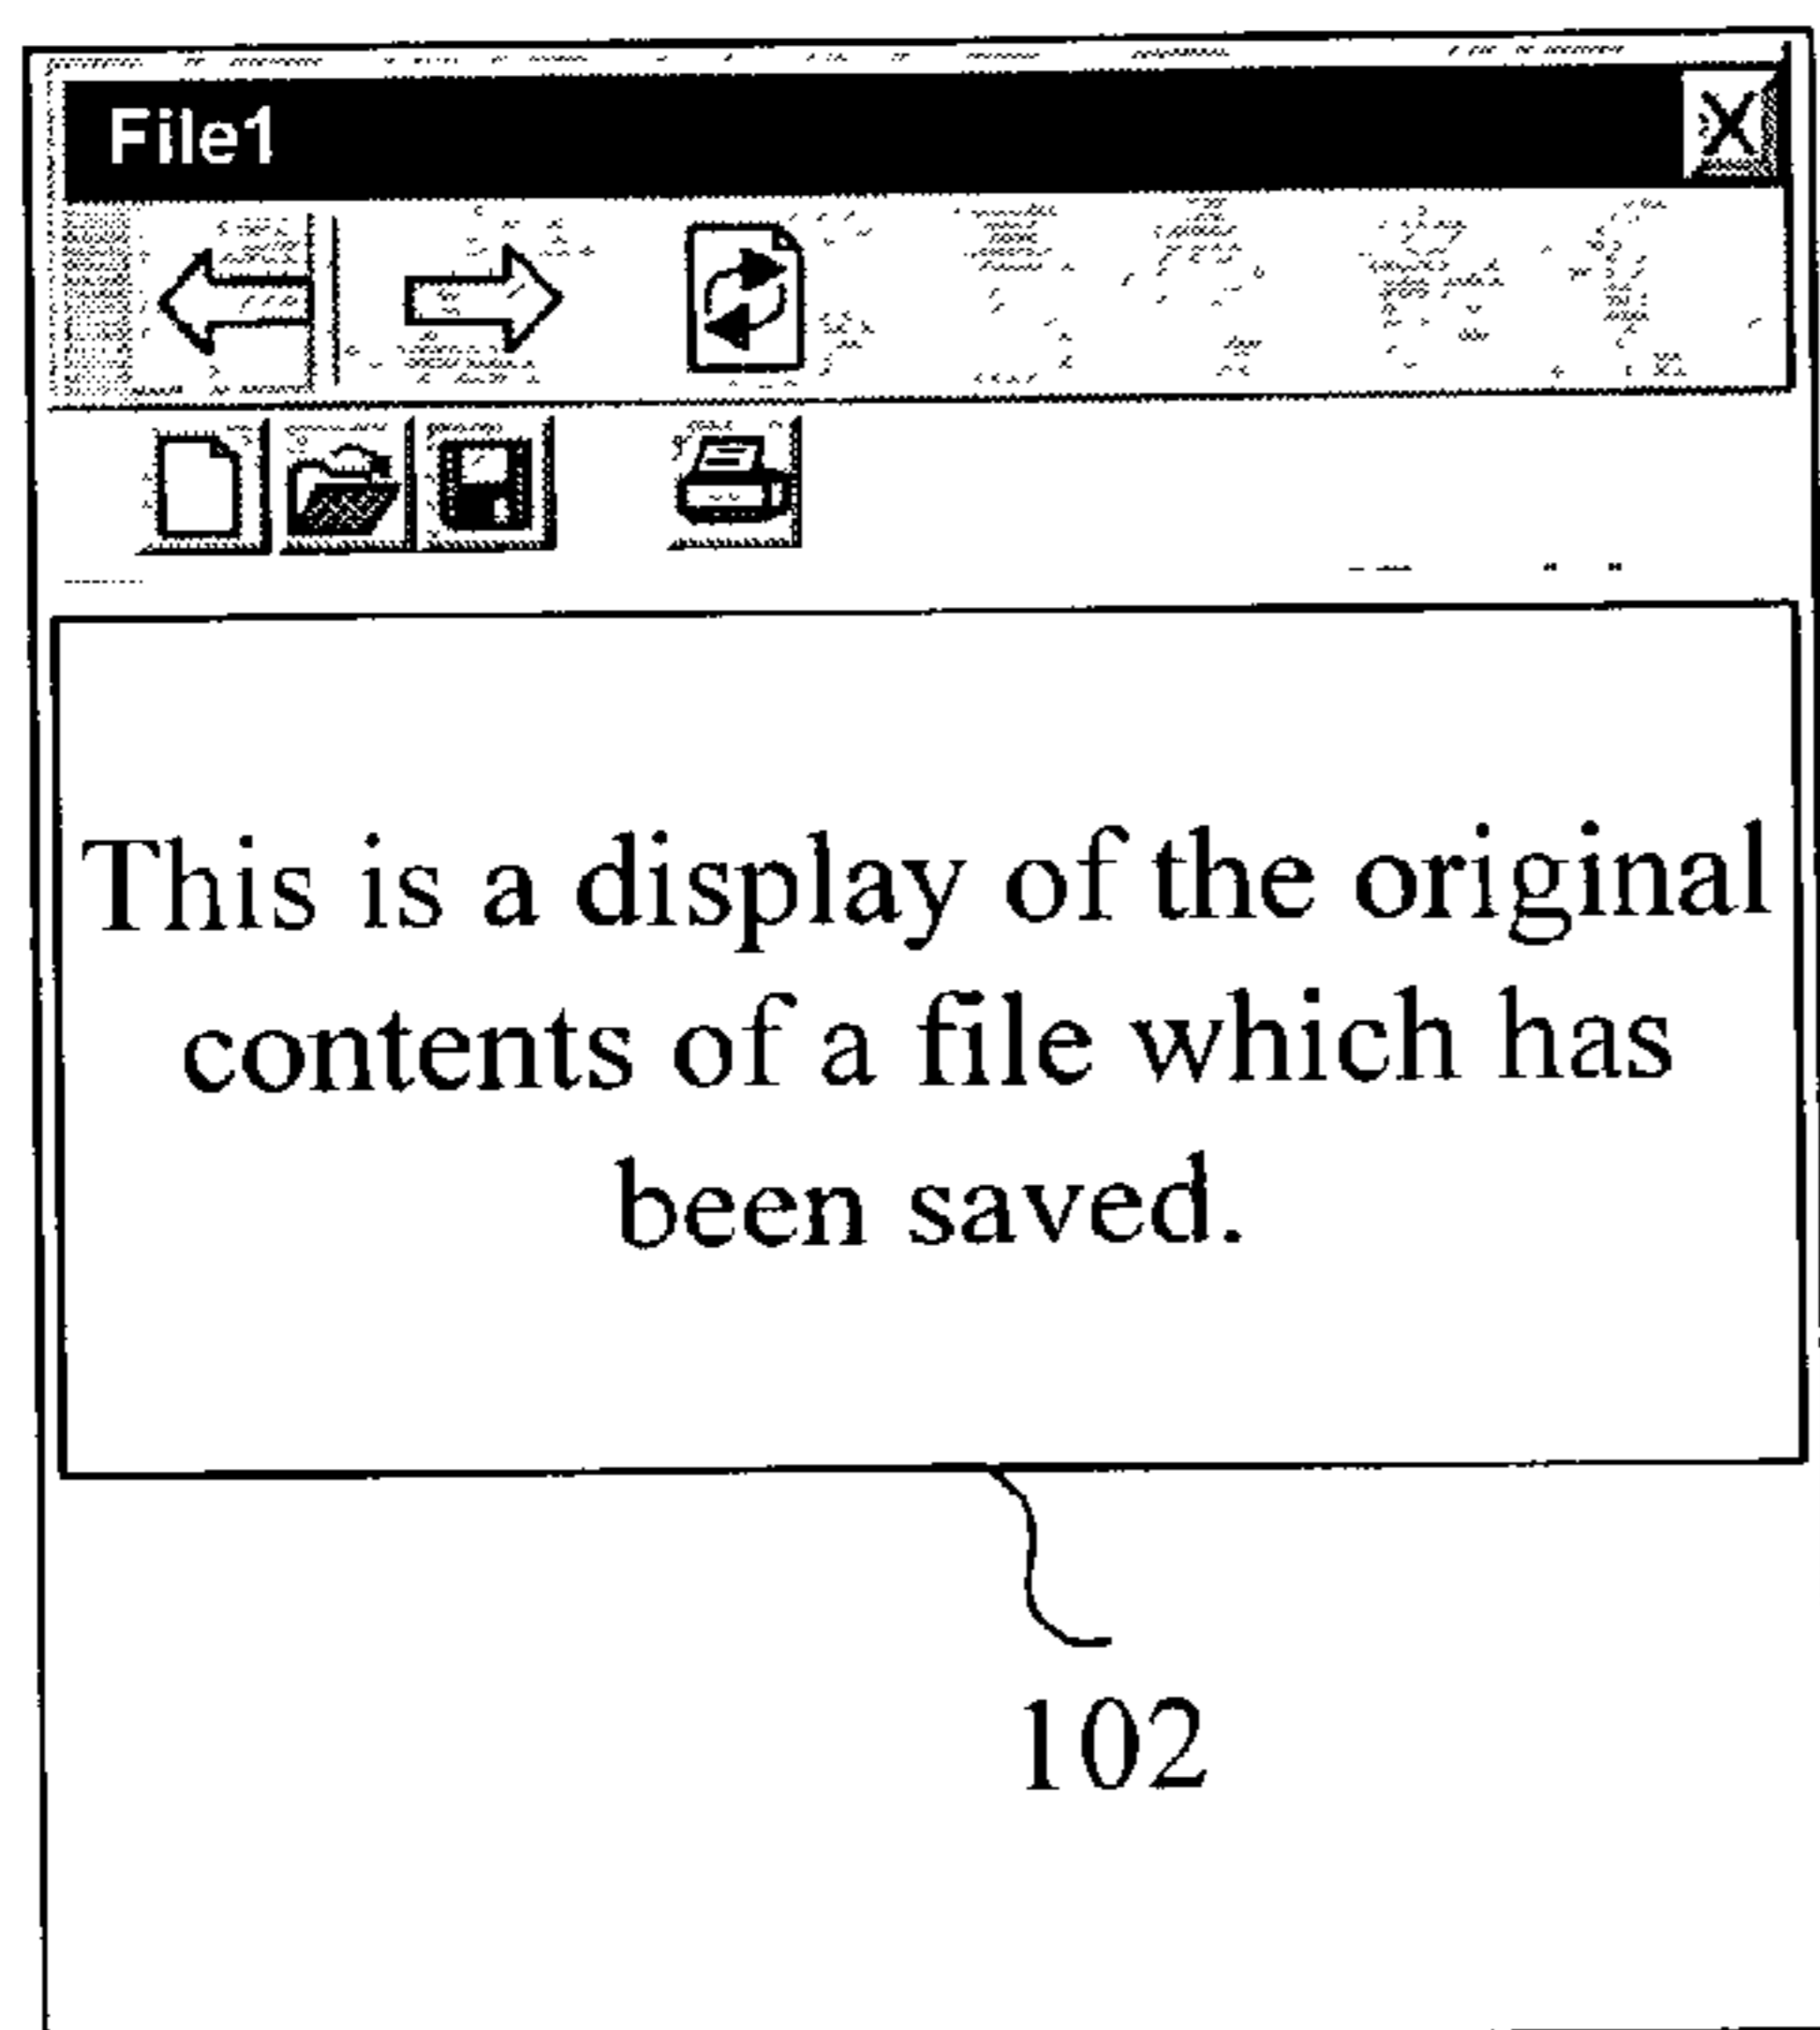 File1
X
This is a display of the original
contents of a file which has
been saved.
102